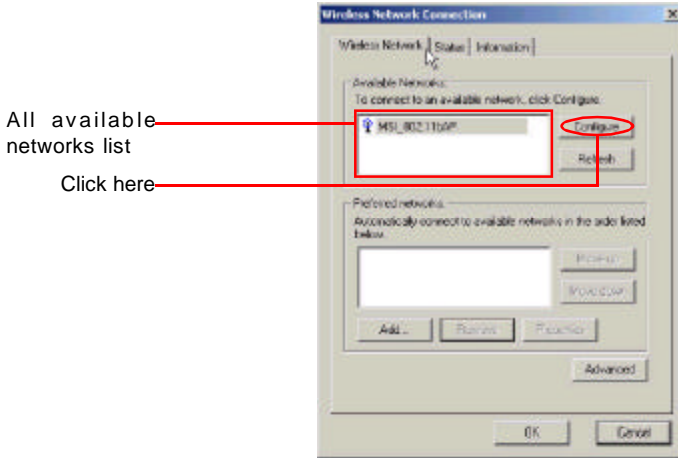 Wireless Network Connection
Wireless Network Status Information
Available Networks:
To connect to an available network, click Configure.
All available
networks list
MSI_802.11bAP
Configure
Refresh
Click here
Preferred networks:
Automatically connect to available networks in the order listed
below.
Move up
Move down
Add... Remove Properties
Advanced
OK Cancel